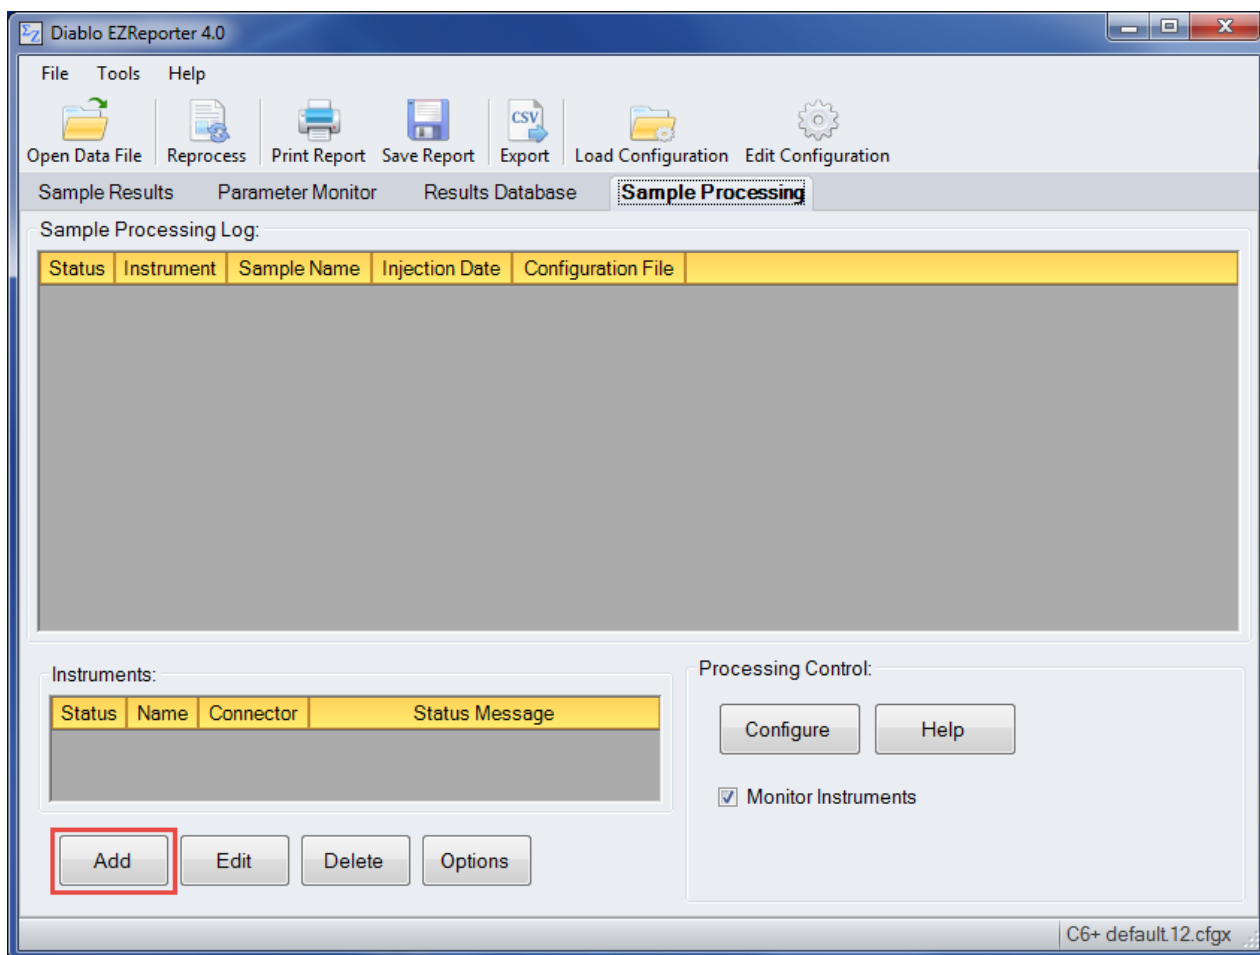 Diablo EZReporter 4.0
File Tools Help
CSV
Open Data File Reprocess Print Report Save Report Export Load Configuration Edit Configuration
Sample Results Parameter Monitor Results Database Sample Processing
Sample Processing Log:
Status Instrument Sample Name Injection Date Configuration File
Instruments:
Status Name Connector Status Message
Add Edit Delete Options
Processing Control:
Configure Help
Monitor Instruments
C6+ default.12.cfgx